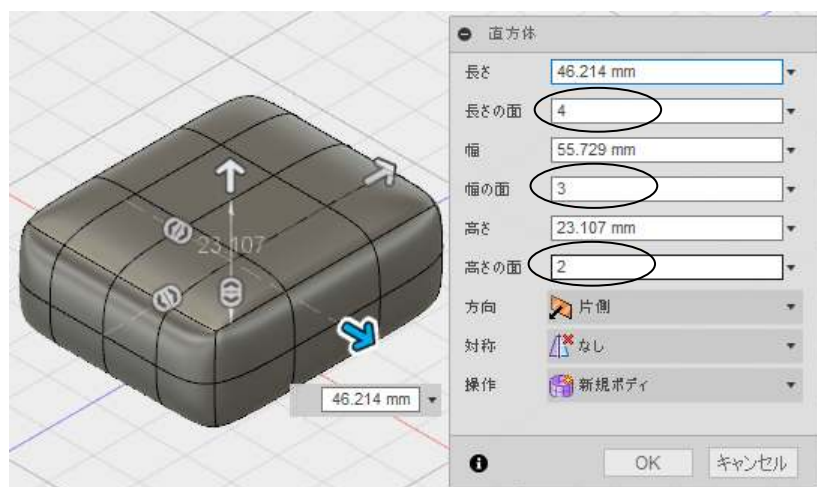 直方体
長さ 46.214 mm
長さの面 4
幅 55.729 mm
幅の面 3
高さ 23.107 mm
高さの面 2
方向 片側
対称 なし
操作 新規ボディ
OK キャンセル
23.107
46.214 mm